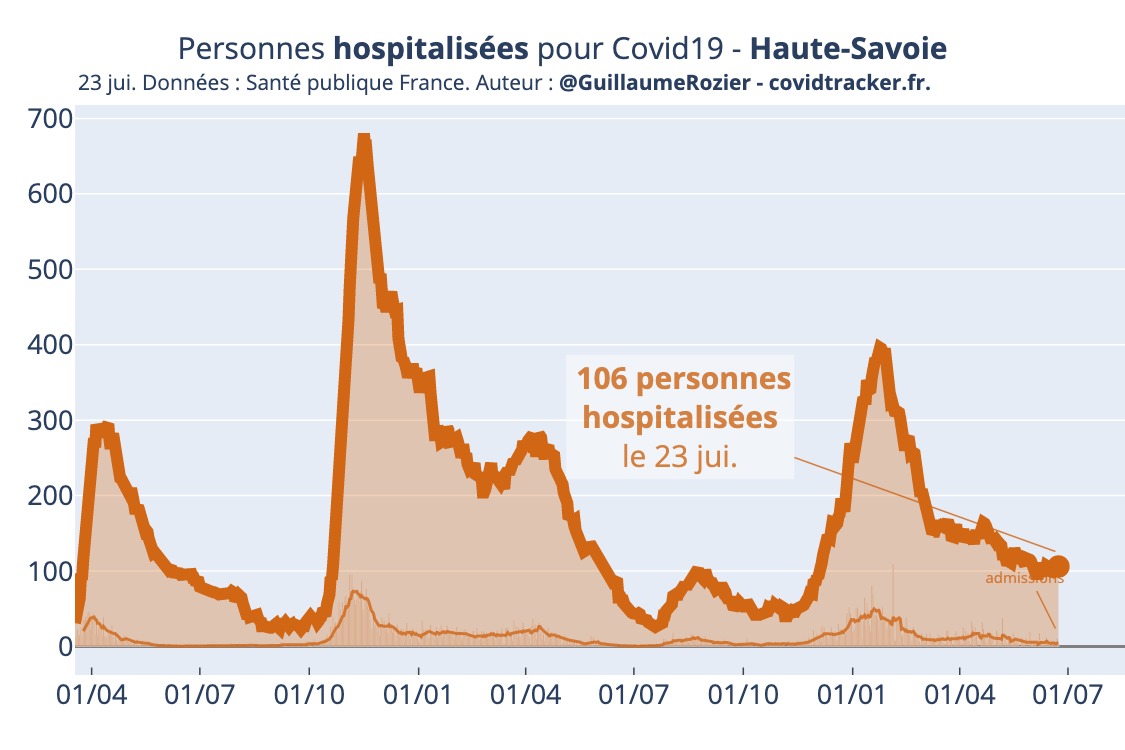 Personnes hospitalisées pour Covid19 - Haute-Savoie
23 jui. Données : Santé publique France. Auteur : @GuillaumeRozier - covidtracker.fr.
700
600
500
400
300
200
100
0
106 personnes
hospitalisées
le 23 jui.
admissions
01/04 01/07 01/10 01/01 01/04 01/07 01/10 01/01 01/04 01/07